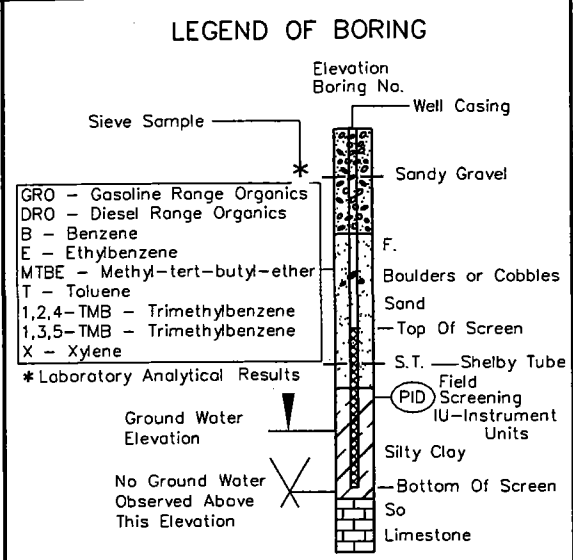 LEGEND OF BORING
Elevation
Boring No.
Well Casing
Sieve Sample
*
Sandy Gravel
GRO - Gasoline Range Organics
DRO - Diesel Range Organics
B - Benzene
E - Ethylbenzene
MTBE - Methyl-tert-butyl-ether
T - Toluene
1,2,4-TMB - Trimethylbenzene
1,3,5-TMB - Trimethylbenzene
X - Xylene
* Laboratory Analytical Results
F.
Boulders or Cobbles
Sand
Top Of Screen
S.T. — Shelby Tube
PID
Field
Screening
IU-Instrument
Units
Ground Water
Elevation
Silty Clay
No Ground Water
Observed Above
This Elevation
Bottom Of Screen
So
Limestone